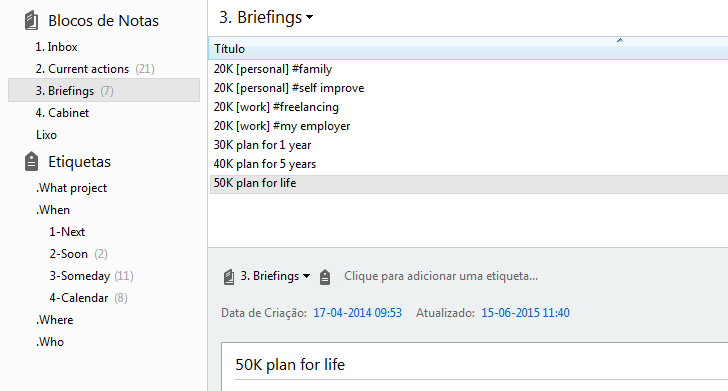 Blocos de Notas
1. Inbox
2. Current actions (21)
3. Briefings (7)
4. Cabinet
Lixo
Etiquetas
.What project
.When
1-Next
2-Soon (2)
3-Someday (11)
4-Calendar (8)
.Where
.Who
3. Briefings
Título
20K [personal] #family
20K [personal] #self improve
20K [work] #freelancing
20K [work] #my employer
30K plan for 1 year
40K plan for 5 years
50K plan for life
3. Briefings Clique para adicionar uma etiqueta...
Data de Criação: 17-04-2014 09:53 Atualizado: 15-06-2015 11:40
50K plan for life